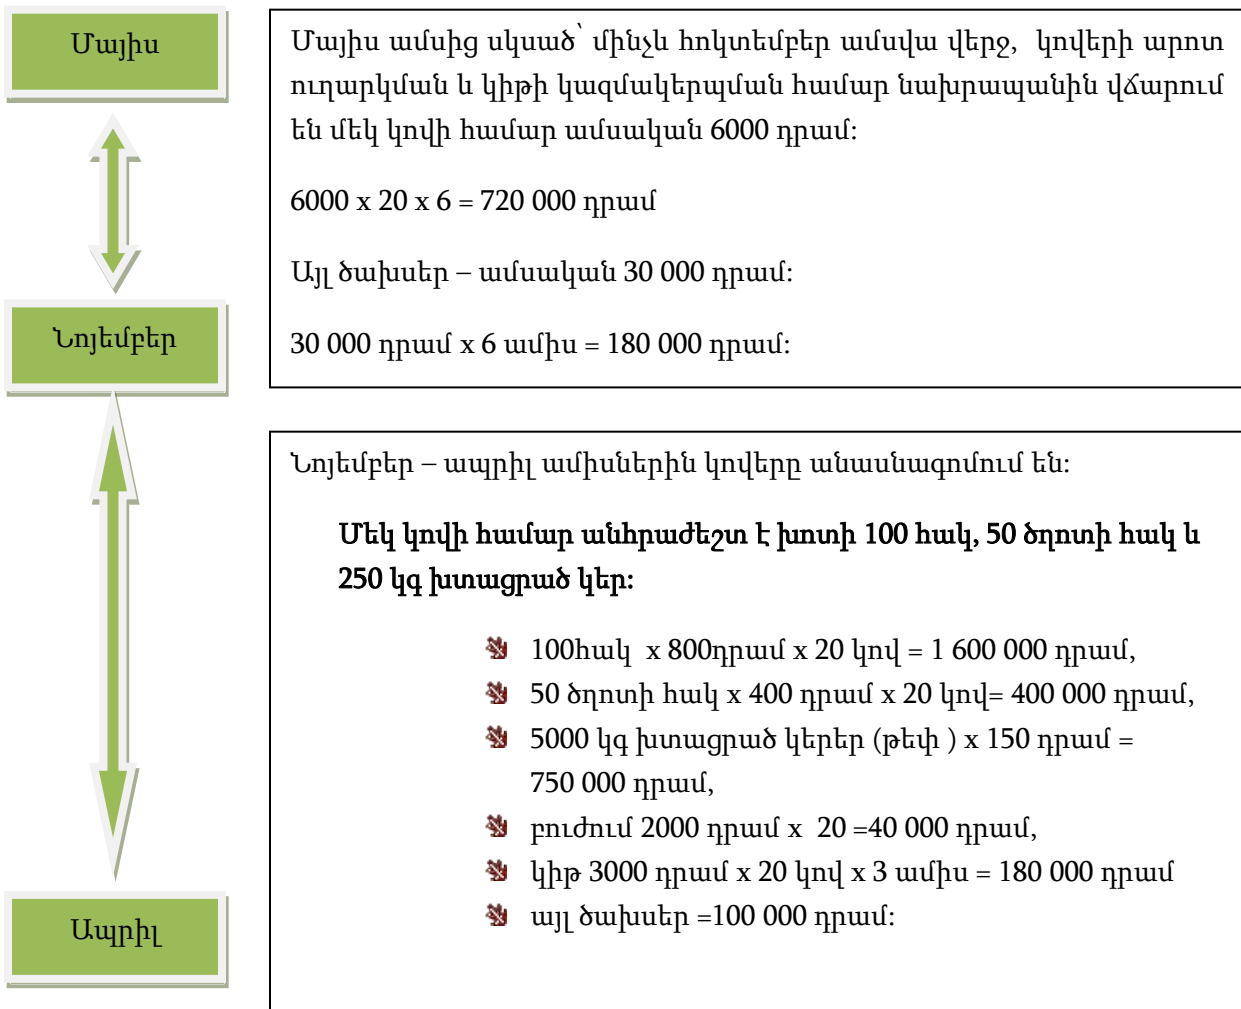 Մայիս
Մայիս ամսից սկսած՝ մինչև հոկտեմբեր ամսվա վերջ, կովերի արոտ
ուղարկման և կիթի կազմակերպման համար նախրապանին վճարում
են մեկ կովի համար ամսական 6000 դրամ:
6000 x 20 x 6 = 720 000 դրամ
Այլ ծախսեր – ամսական 30 000 դրամ:
Նոյեմբեր
30 000 դրամ x 6 ամիս = 180 000 դրամ:
Նոյեմբեր – ապրիլ ամիսներին կովերը անասնագոմում են:
Մեկ կովի համար անհրաժեշտ է խոտի 100 հակ, 50 ծղոտի հակ և
250 կգ խտացրած կեր:
100հակ x 800դրամ x 20 կով = 1 600 000 դրամ,
50 ծղոտի հակ x 400 դրամ x 20 կով= 400 000 դրամ,
5000 կգ խտացրած կերեր (թեփ ) x 150 դրամ =
750 000 դրամ,
բուժում 2000 դրամ x 20 =40 000 դրամ,
կիթ 3000 դրամ x 20 կով x 3 ամիս = 180 000 դրամ
այլ ծախսեր =100 000 դրամ:
Ապրիլ